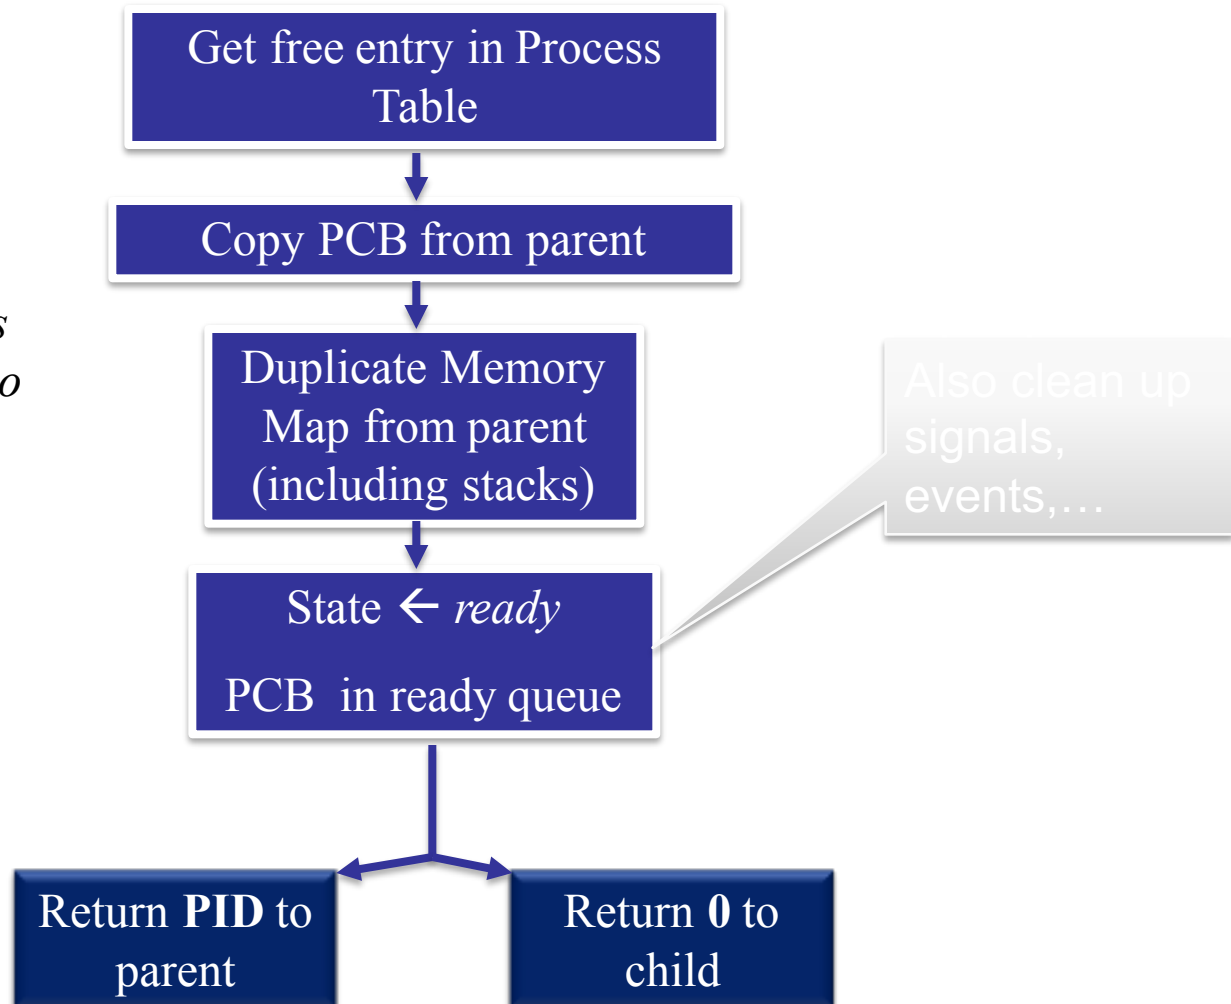 Get free entry in Process
Table
Copy PCB from parent
s
o
Duplicate Memory
Map from parent
(including stacks)
Also clean up
signals,
events,…
State ← ready
PCB in ready queue
Return PID to
parent
Return 0 to
child